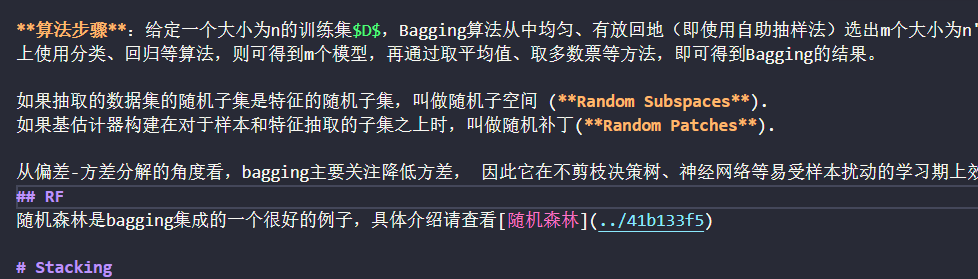 **算法步骤**：给定一个大小为n的训练集$D$，Bagging算法从中均匀、有放回地（即使用自助抽样法）选出m个大小为n'
上使用分类、回归等算法，则可得到m个模型，再通过取平均值、取多数票等方法，即可得到Bagging的结果。
如果抽取的数据集的随机子集是特征的随机子集，叫做随机子空间 (**Random Subspaces**).
如果基估计器构建在对于样本和特征抽取的子集之上时，叫做随机补丁(**Random Patches**).
从偏差-方差分解的角度看，bagging主要关注降低方差， 因此它在不剪枝决策树、神经网络等易受样本扰动的学习期上效
## RF
随机森林是bagging集成的一个很好的例子，具体介绍请查看[随机森林](../41b133f5)
# Stacking